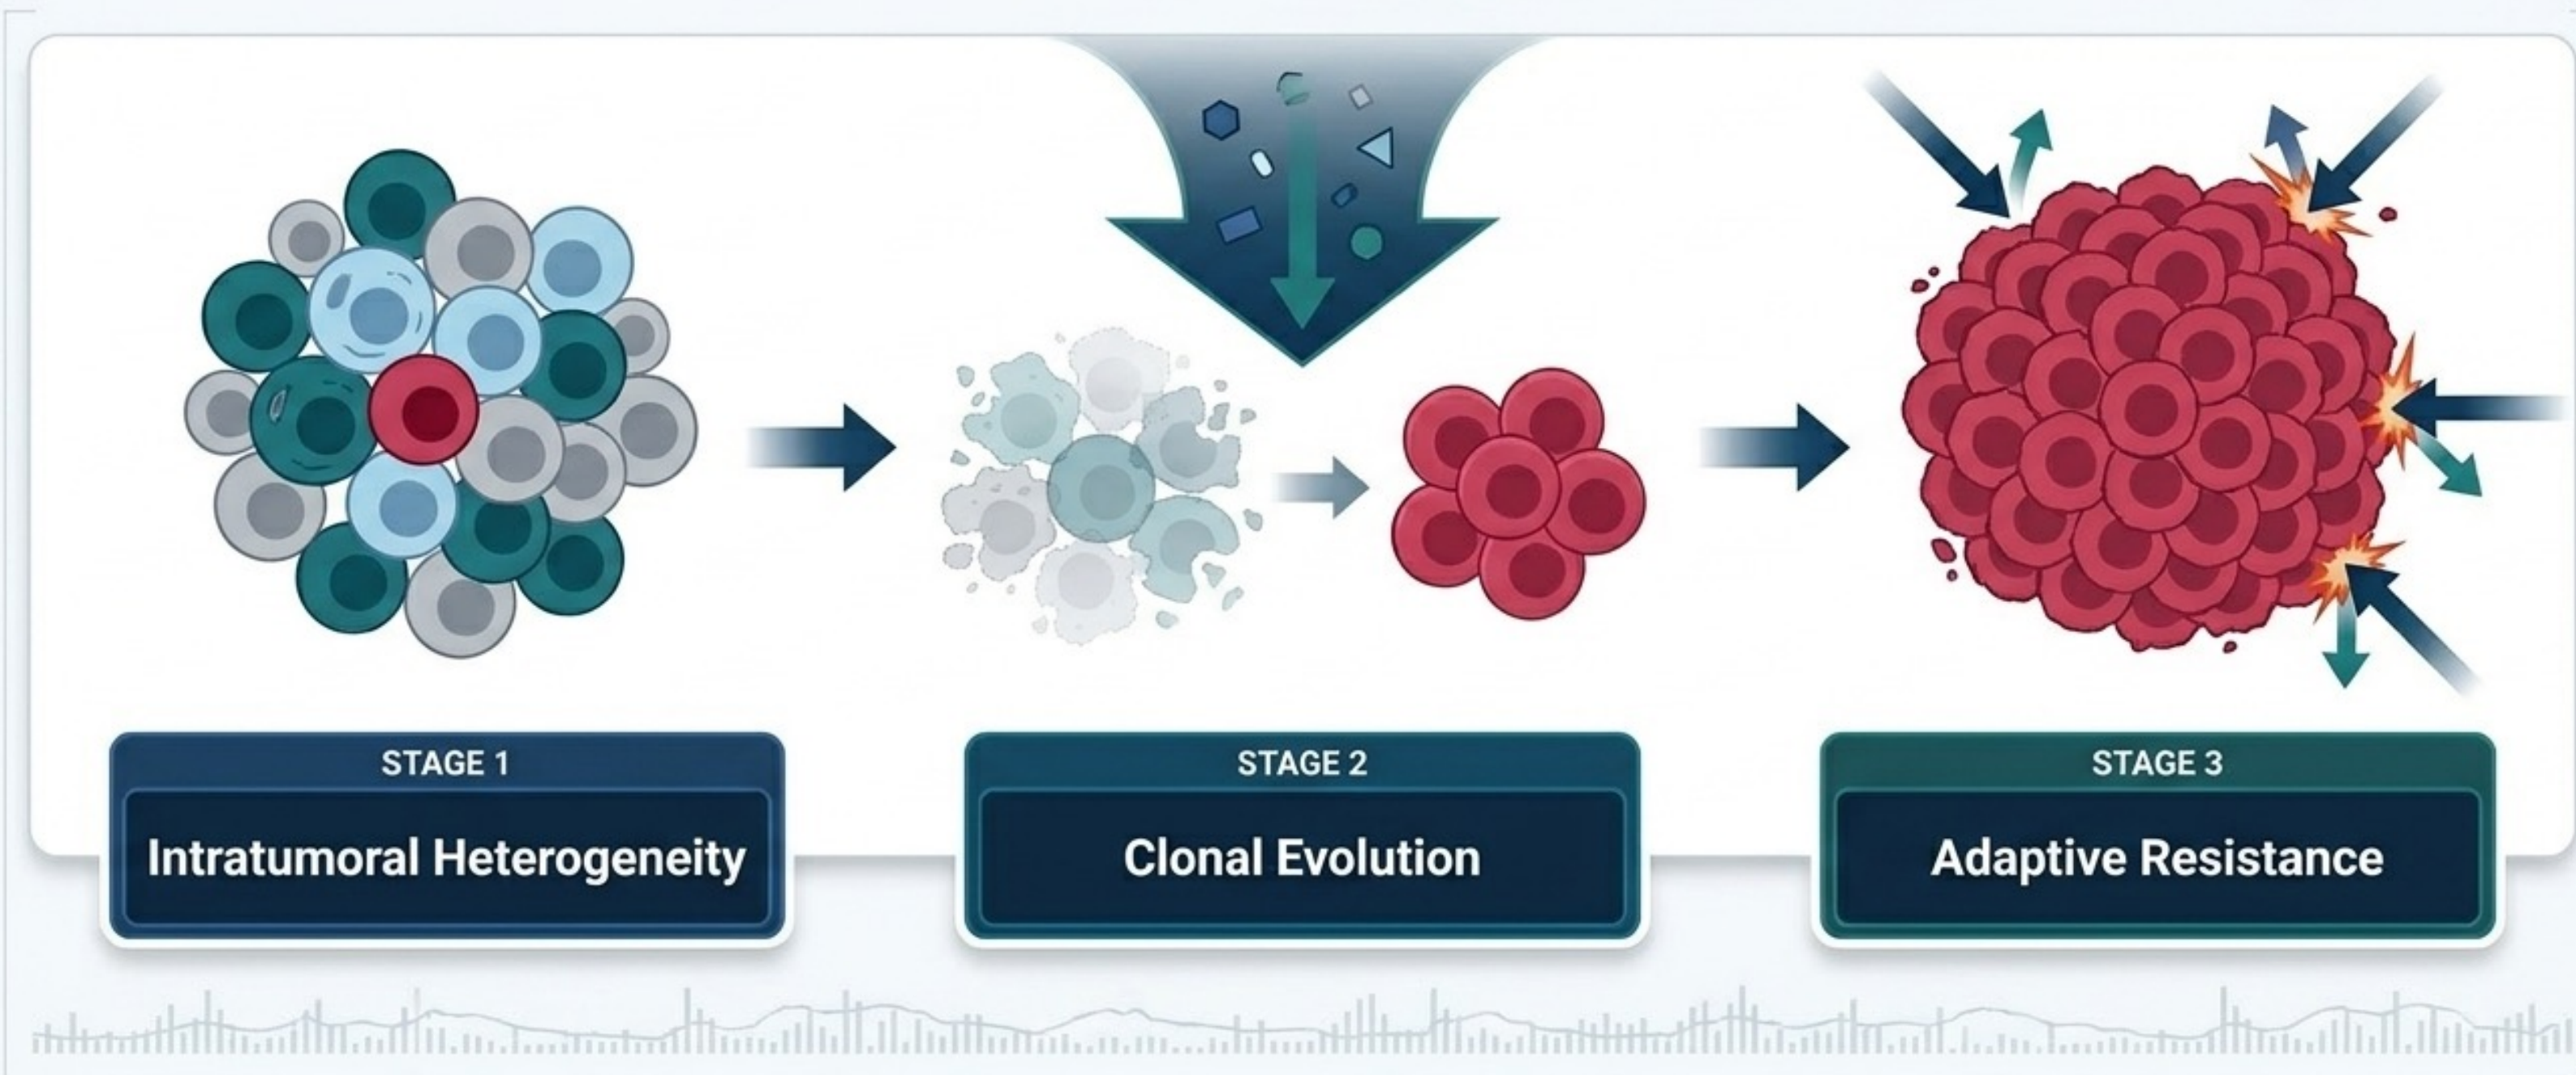 STAGE 1
Intratumoral Heterogeneity
STAGE 2
Clonal Evolution
STAGE 3
Adaptive Resistance